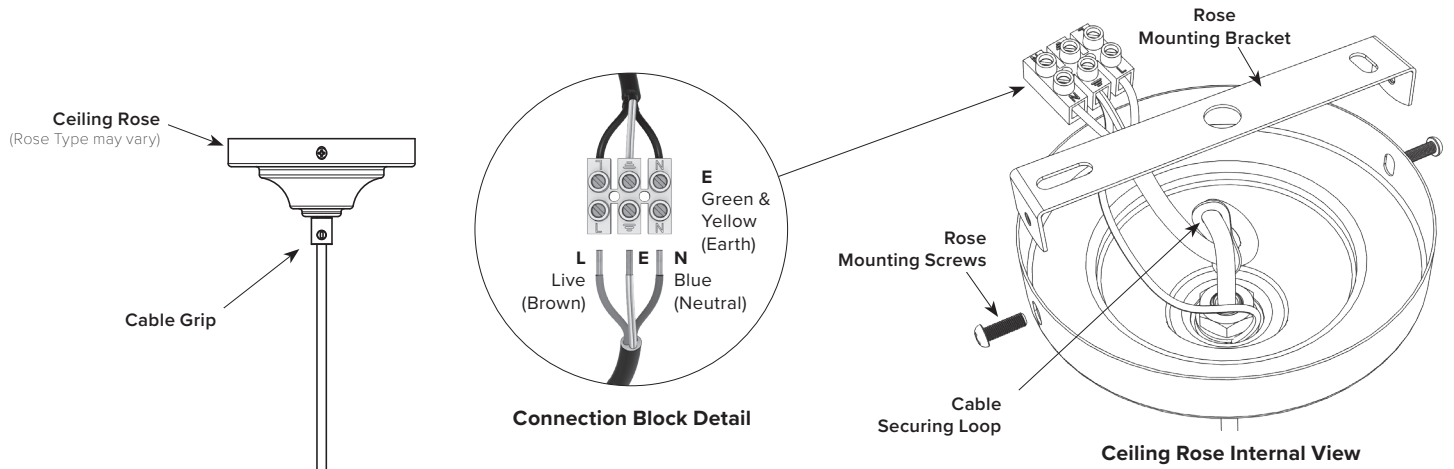 Ceiling Rose
(Rose Type may vary)
Cable Grip
L
N
L
N
E
Green &
Yellow
(Earth)
L
Live
(Brown)
E
N
Blue
(Neutral)
Connection Block Detail
Rose
Mounting Bracket
N
L
N
L
Rose
Mounting Screws
Cable
Securing Loop
Ceiling Rose Internal View